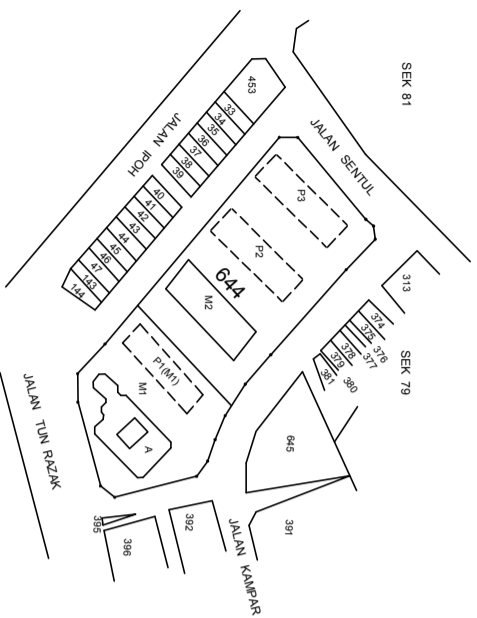 SEK 81
453
33
34
35
36
37
38
39
JALAN IPOH
JALAN SENTUL
40
41
42
43
44
45
46
47
143
144
P3
P2
644
M2
P1(M1)
M1
A
313
374
375
376
377
378
379
380
381
SEK 79
645
391
392
395
396
JALAN KAMPAR
JALAN TUN RAZAK